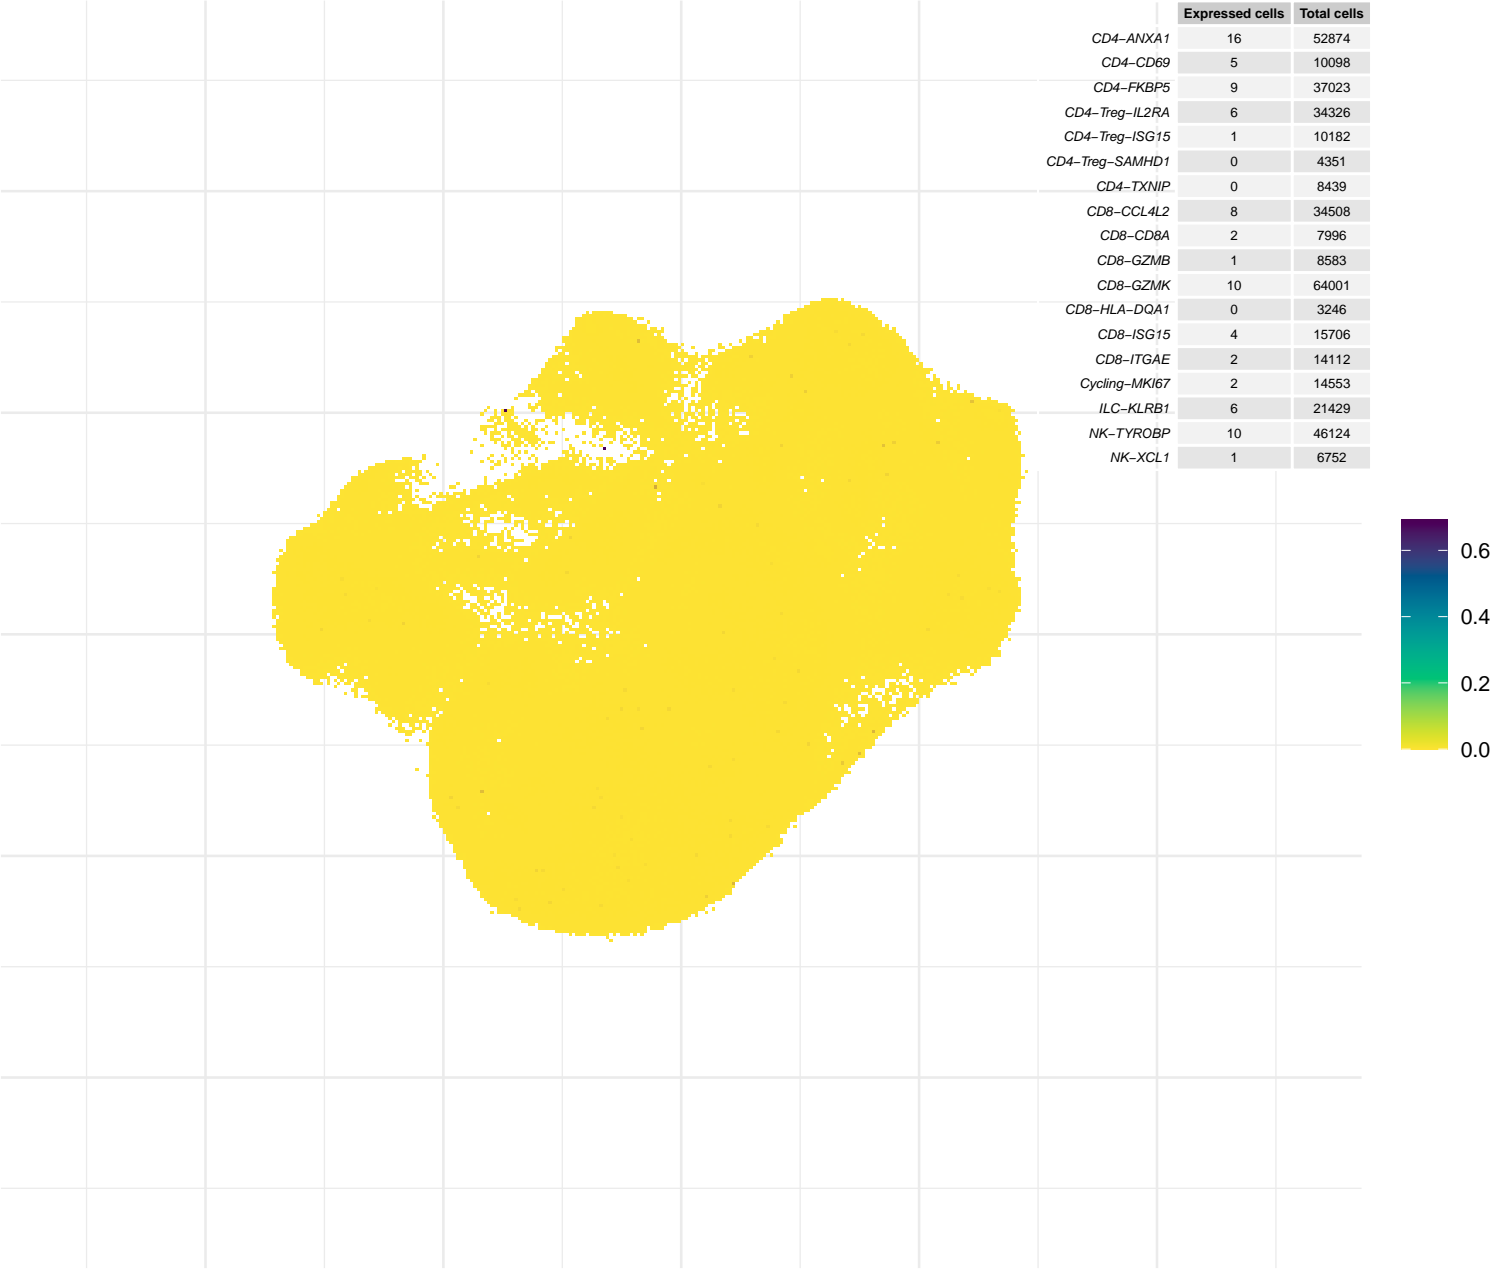 Expressed cells Total cells
CD4−ANXA1 16 52874
CD4−CD69 5 10098
CD4−FKBP5 9 37023
CD4−Treg−IL2RA 6 34326
CD4−Treg−ISG15 1 10182
CD4−Treg−SAMHD1 0 4351
CD4−TXNIP 0 8439
CD8−CCL4L2 8 34508
CD8−CD8A 2 7996
CD8−GZMB 1 8583
CD8−GZMK 10 64001
CD8−HLA−DQA1 0 3246
CD8−ISG15 4 15706
CD8−ITGAE 2 14112
Cycling−MKI67 2 14553
ILC−KLRB1 6 21429
NK−TYROBP 10 46124
NK−XCL1 1 6752
0.6
0.4
0.2
0.0